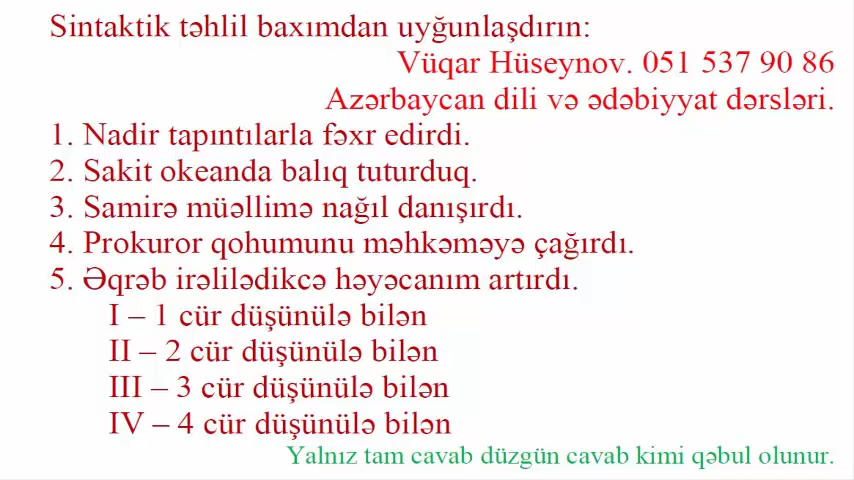 Sintaktik təhlil baxımdan uyğunlaşdırın:
Vüqar Hüseynov. 051 537 90 86
Azərbaycan dili və ədəbiyyat dərsləri.
1. Nadir tapıntılarla fəxr edirdi.
2. Sakit okeanda balıq tuturduq.
3. Samirə müəllimə nağıl danışırdı.
4. Prokuror qohumunu məhkəməyə çağırdı.
5. Əqrəb irəlilədikcə həyəcanım artırdı.
I – 1 cür düşünülə bilən
II – 2 cür düşünülə bilən
III – 3 cür düşünülə bilən
IV – 4 cür düşünülə bilən
Yalnız tam cavab düzgün cavab kimi qəbul olunur.